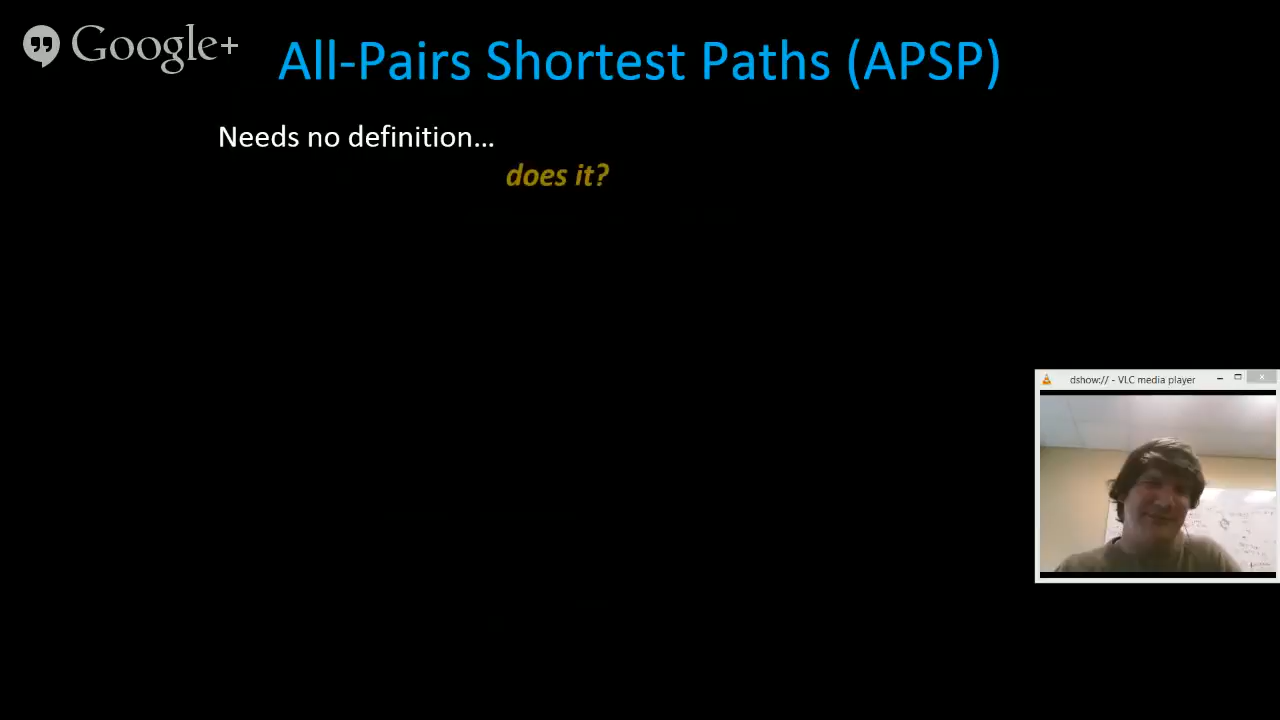 Google+
All-Pairs Shortest Paths (APSP)
Needs no definition...
does it?
dshow:// - VLC media player